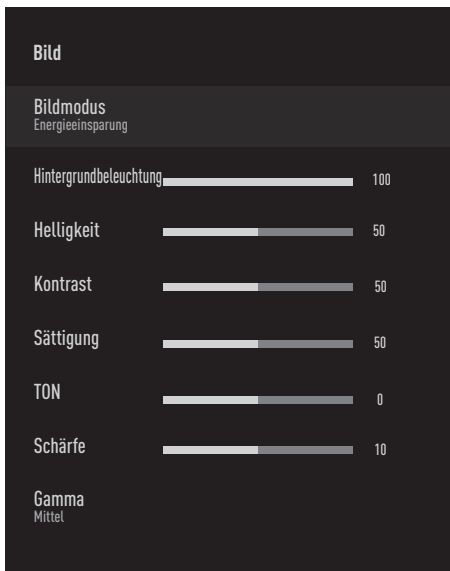 Bild
Bildmodus
Energieeinsparung
Hintergrundbeleuchtung 100
Helligkeit 50
Kontrast 50
Sättigung 50
TON 0
Schärfe 10
Gamma
Mittel